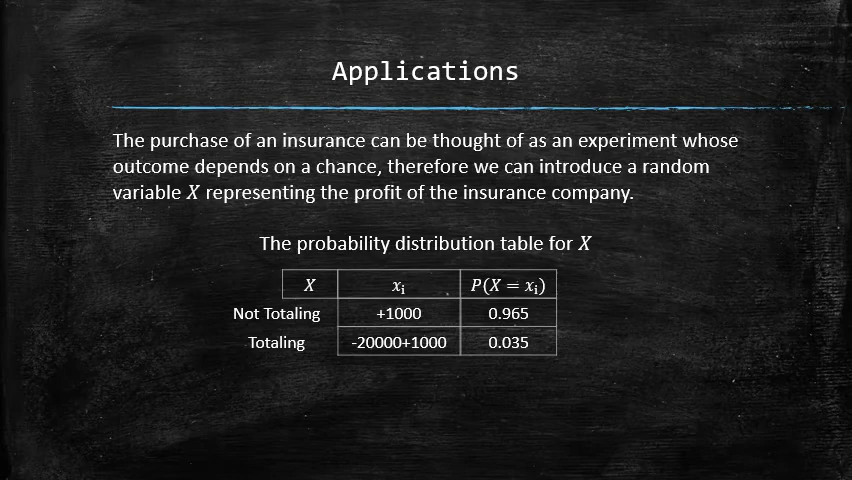 Applications
The purchase of an insurance can be thought of as an experiment whose
outcome depends on a chance, therefore we can introduce a random
variable X representing the profit of the insurance company.
The probability distribution table for X
X xᵢ P(X = xᵢ)
Not Totaling +1000 0.965
Totaling -20000+1000 0.035